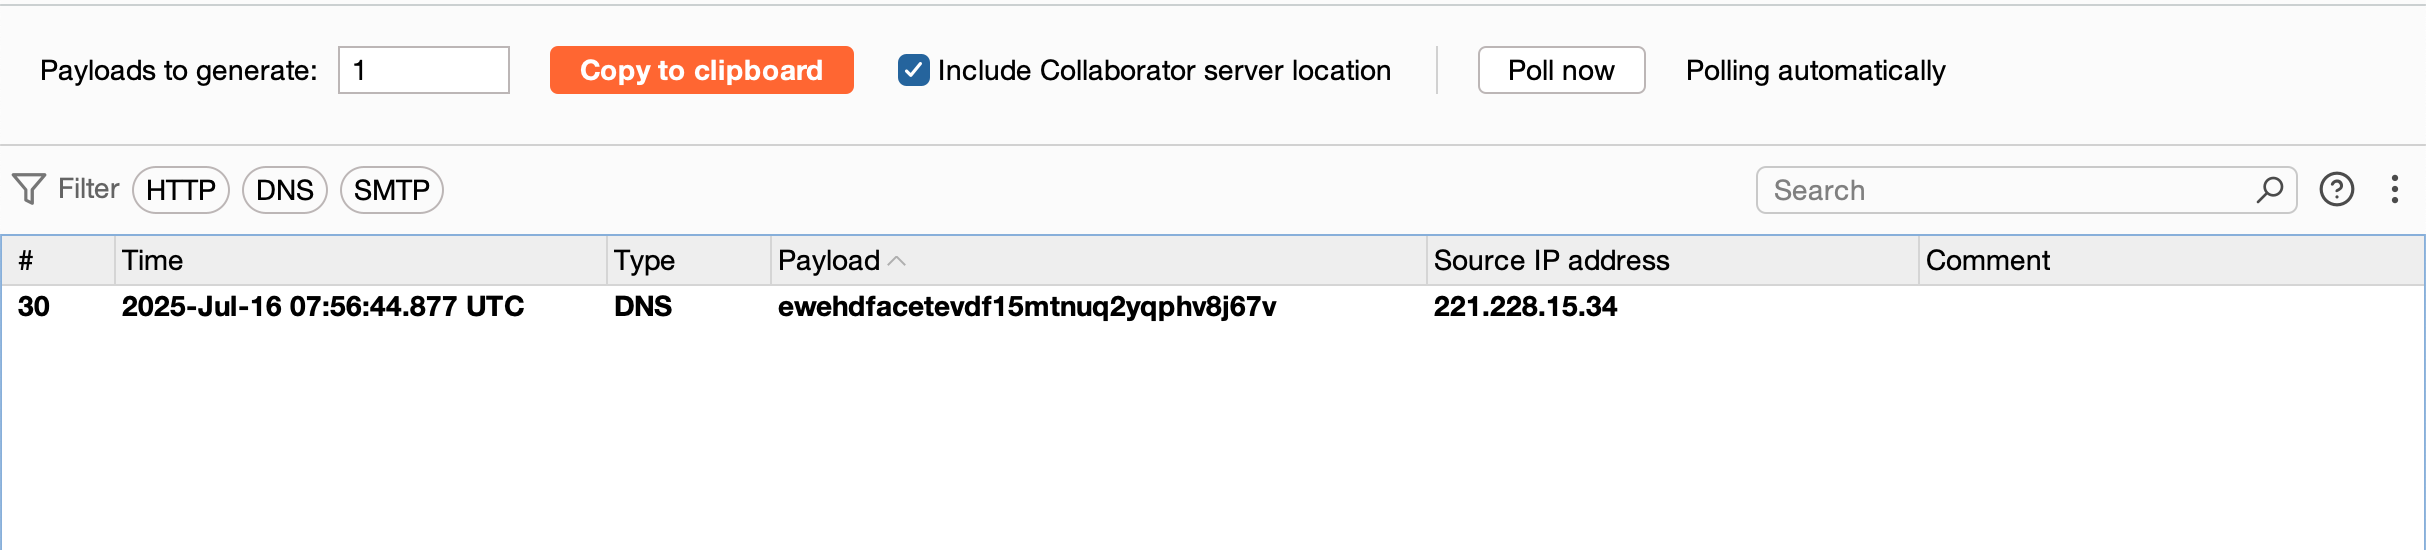 Payloads to generate: 1 Copy to clipboard Include Collaborator server location Poll now Polling automatically
Filter HTTP DNS SMTP Search
# Time Type Payload Source IP address Comment
30 2025-Jul-16 07:56:44.877 UTC DNS ewehdfacetevdf15mtnuq2yqphv8j67v 221.228.15.34